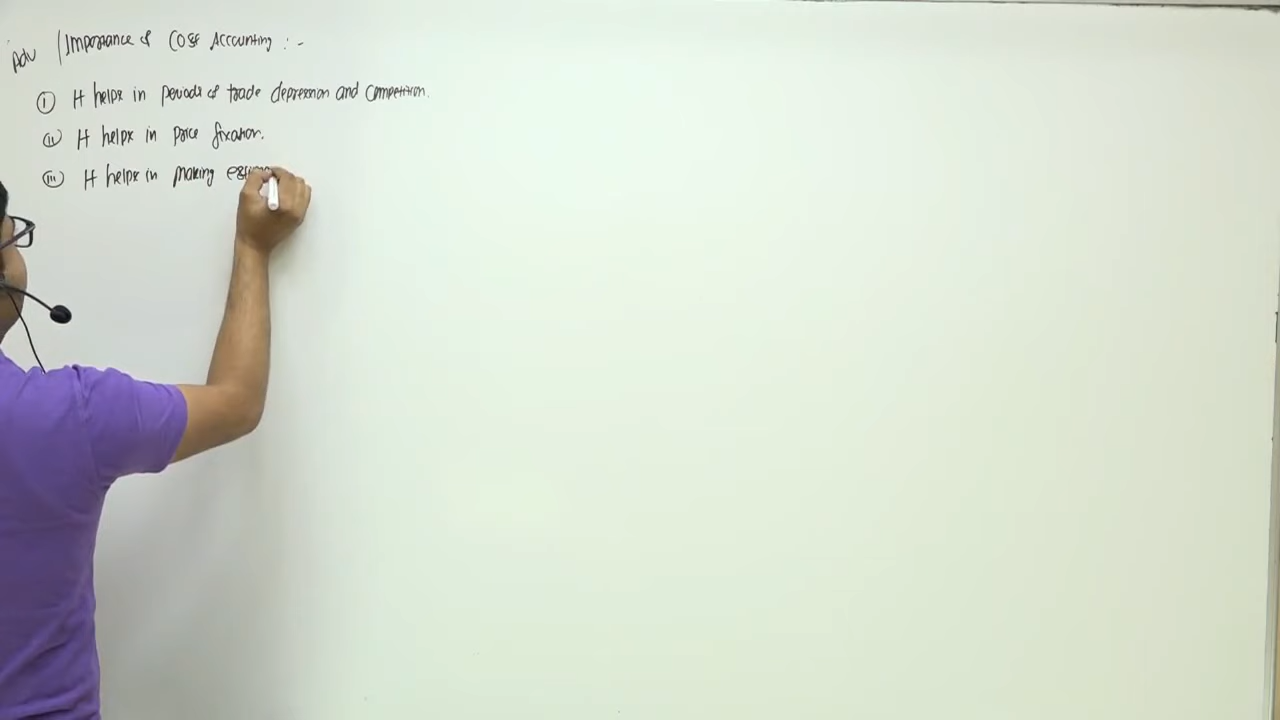 Adv / Importance of Cost Accounting :-
(i) It helps in periods of trade depression and competition.
(ii) It helps in price fixation.
(iii) It helps in making